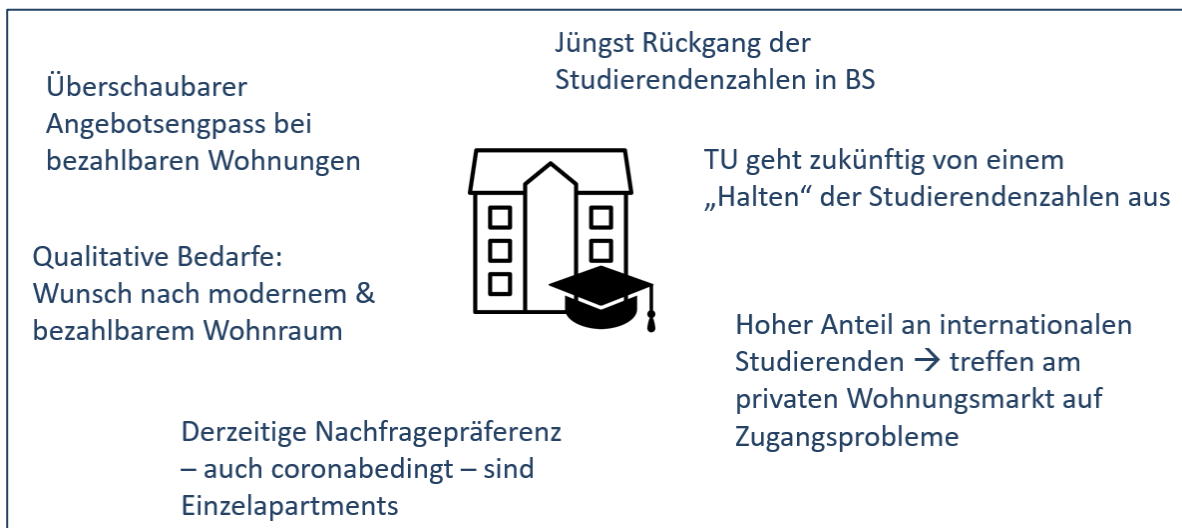 Jüngst Rückgang der
Studierendenzahlen in BS
Überschaubarer
Angebotsengpass bei
bezahlbaren Wohnungen
TU geht zukünftig von einem
„Halten“ der Studierendenzahlen aus
Qualitative Bedarfe:
Wunsch nach modernem &
bezahlbarem Wohnraum
Hoher Anteil an internationalen
Studierenden → treffen am
privaten Wohnungsmarkt auf
Zugangsprobleme
Derzeitige Nachfragepräferenz
– auch coronabedingt – sind
Einzelapartments